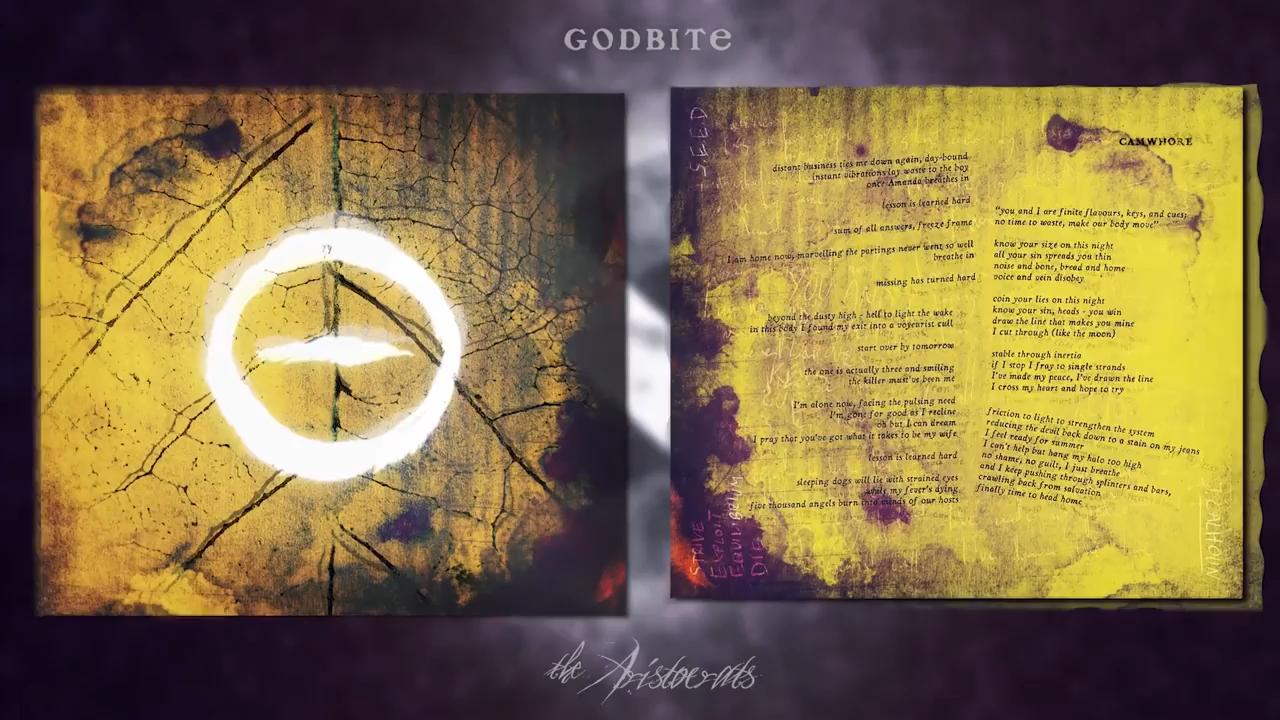 GODBITE
SEED
CAMWHORE
distant business ties me down again, day-bound
instant vibrations lay waste to the boy
once Amanda breathes in
lesson is learned hard
sum of all answers, freeze frame
I am home now, marvelling the partings never went so well
breathe in
missing has turned hard
beyond the dusty high - hell to light the wake
in this body I found my exit into a voyeurist cull
start over by tomorrow
the one is actually three and smiling
the killer must've been me
I'm alone now, facing the pulsing need
I'm gone for good as I recline
oh but I can dream
I pray that you've got what it takes to be my wife
lesson is learned hard
sleeping dogs will lie with strained eyes
while my fever's dying
five thousand angels burn into minds of our hosts
"you and I are finite flavours, keys, and cues;
no time to waste, make our body move"
know your size on this night
all your sin spreads you thin
noise and bone, bread and home
voice and vein disobey
coin your lies on this night
know your sin, heads - you win
draw the line that makes you mine
I cut through (like the moon)
stable through inertia
if I stop I fray to single strands
I've made my peace, I've drawn the line
I cross my heart and hope to try
friction to light to strengthen the system
reducing the devil back down to a stain on my jeans
I feel ready for summer
I can't help but hang my halo too high
no shame, no guilt, I just breathe
and I keep pushing through splinters and bars,
crawling back from salvation
finally time to head home
STRIVE
EXPLOIT
EQUILIBRIUM
DIE
the Aristocrats